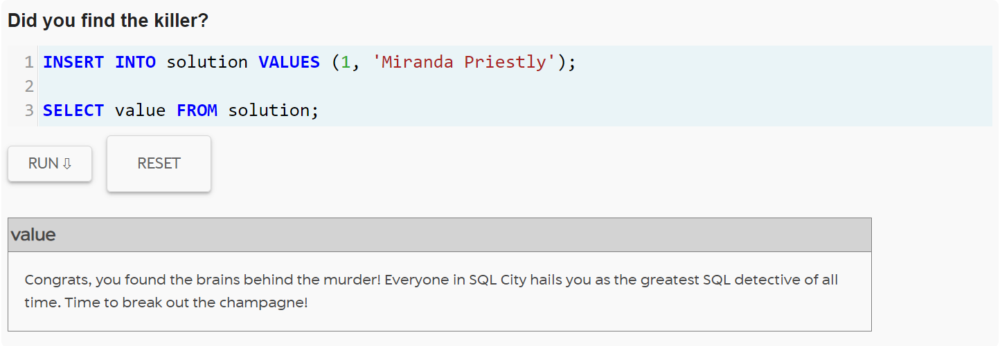 Did you find the killer?
1 INSERT INTO solution VALUES (1, 'Miranda Priestly');
2
3 SELECT value FROM solution;
RUN ⇩ RESET
value
Congrats, you found the brains behind the murder! Everyone in SQL City hails you as the greatest SQL detective of all
time. Time to break out the champagne!